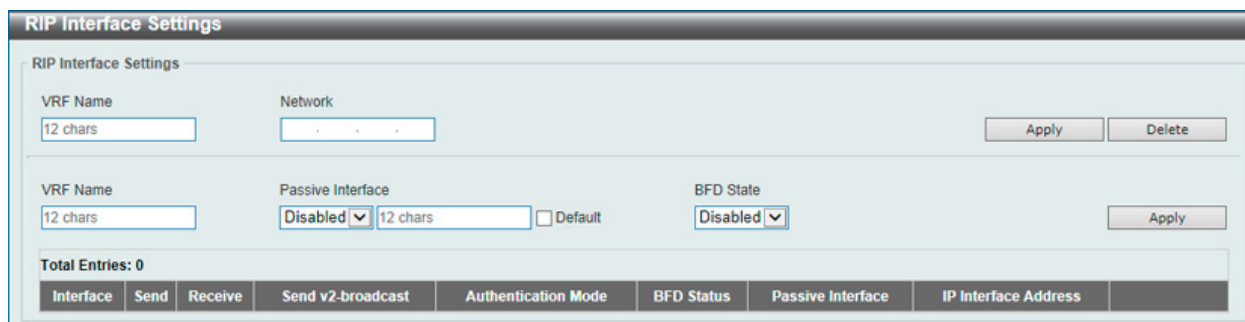 RIP Interface Settings
RIP Interface Settings
VRF Name Network
12 chars . . . Apply Delete
VRF Name Passive Interface BFD State
12 chars Disabled 12 chars Default Disabled Apply
Total Entries: 0
Interface Send Receive Send v2-broadcast Authentication Mode BFD Status Passive Interface IP Interface Address